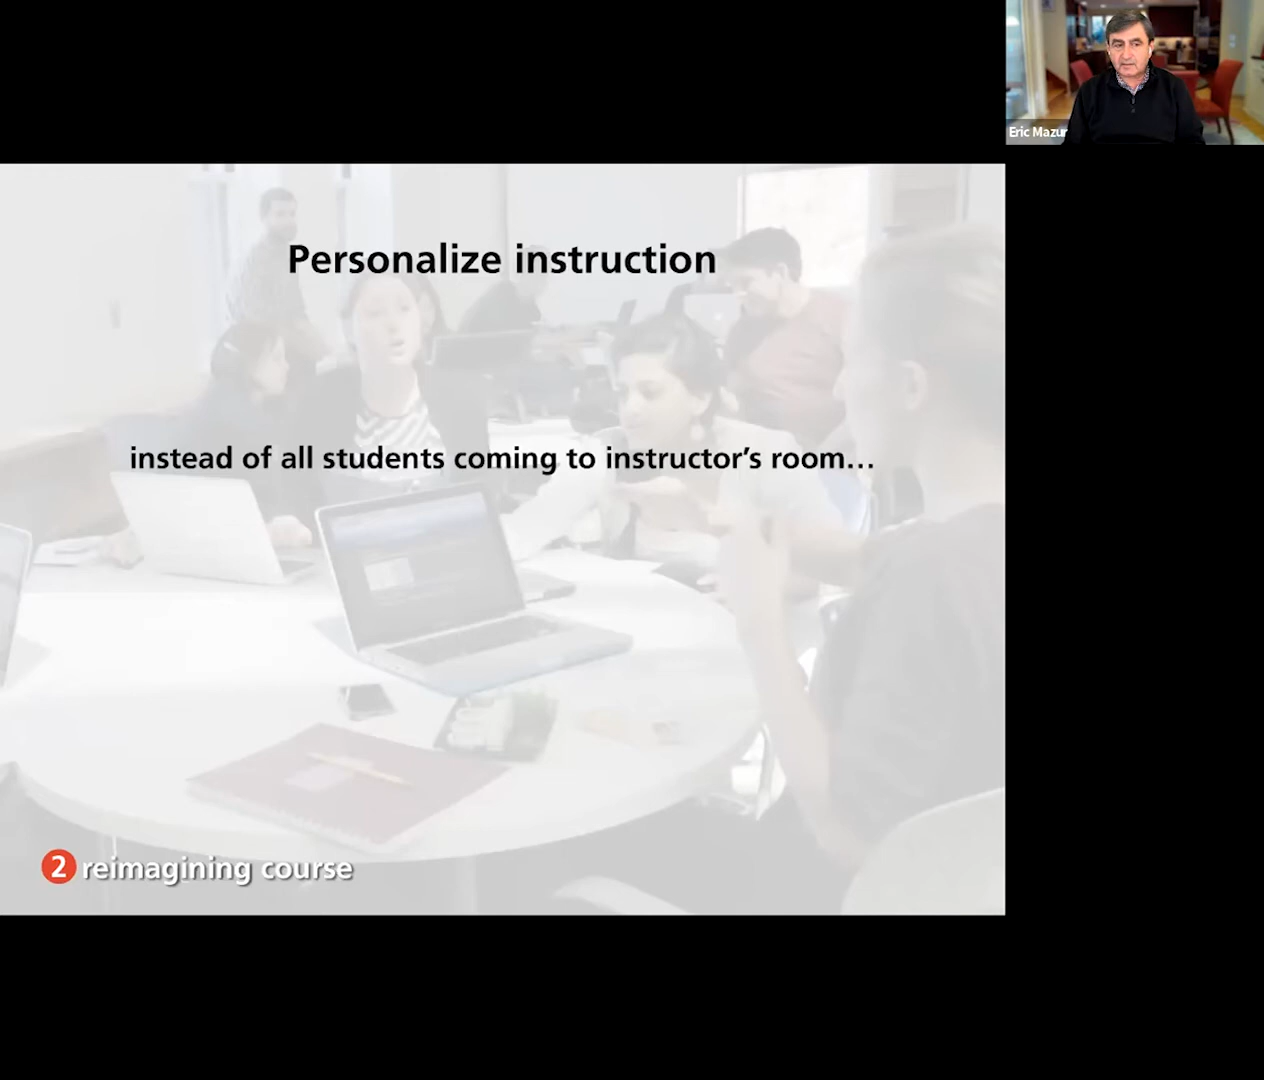 Eric Mazur
Personalize instruction
instead of all students coming to instructor's room…
2 reimagining course